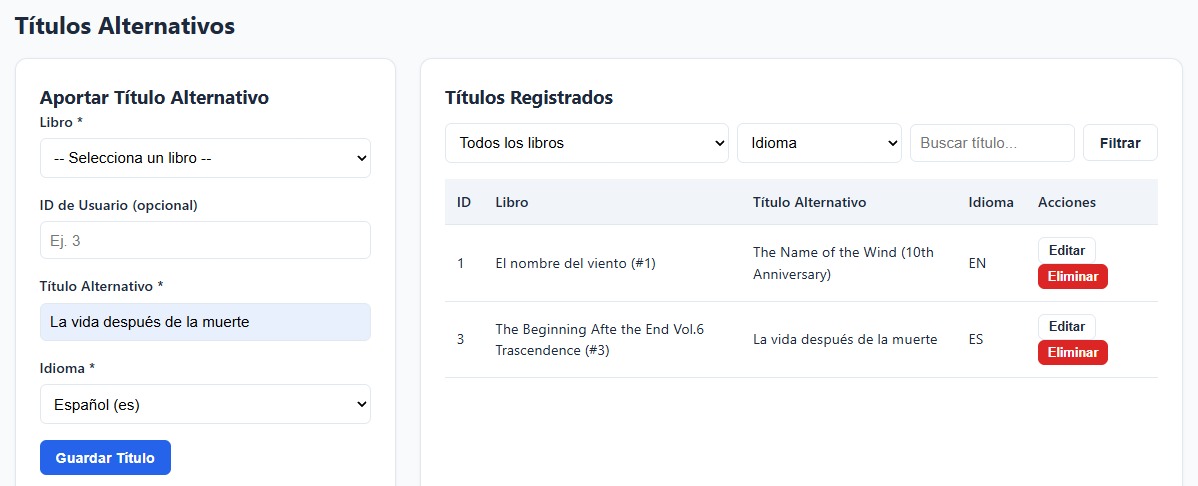 Títulos Alternativos
Aportar Título Alternativo
Libro *
-- Selecciona un libro --
ID de Usuario (opcional)
Ej. 3
Título Alternativo *
La vida después de la muerte
Idioma *
Español (es)
Guardar Título
Títulos Registrados
Todos los libros
Idioma
Buscar título...
Filtrar
ID Libro Título Alternativo Idioma Acciones
1 El nombre del viento (#1) The Name of the Wind (10th
Anniversary) EN Editar
Eliminar
3 The Beginning Afte the End Vol.6
Trascendence (#3) La vida después de la muerte ES Editar
Eliminar